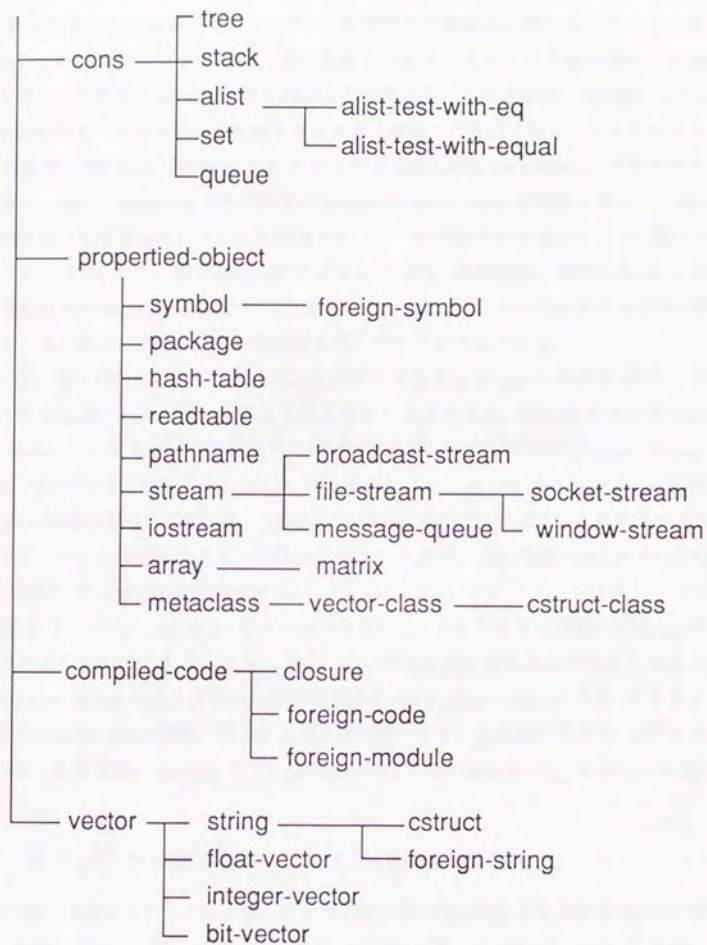 tree
cons stack
alist alist-test-with-eq
set alist-test-with-equal
queue
propertied-object
symbol foreign-symbol
package
hash-table
readtable
pathname broadcast-stream
stream file-stream socket-stream
iostream message-queue window-stream
array matrix
metaclass vector-class cstruct-class
compiled-code closure
foreign-code
foreign-module
vector string cstruct
float-vector foreign-string
integer-vector
bit-vector